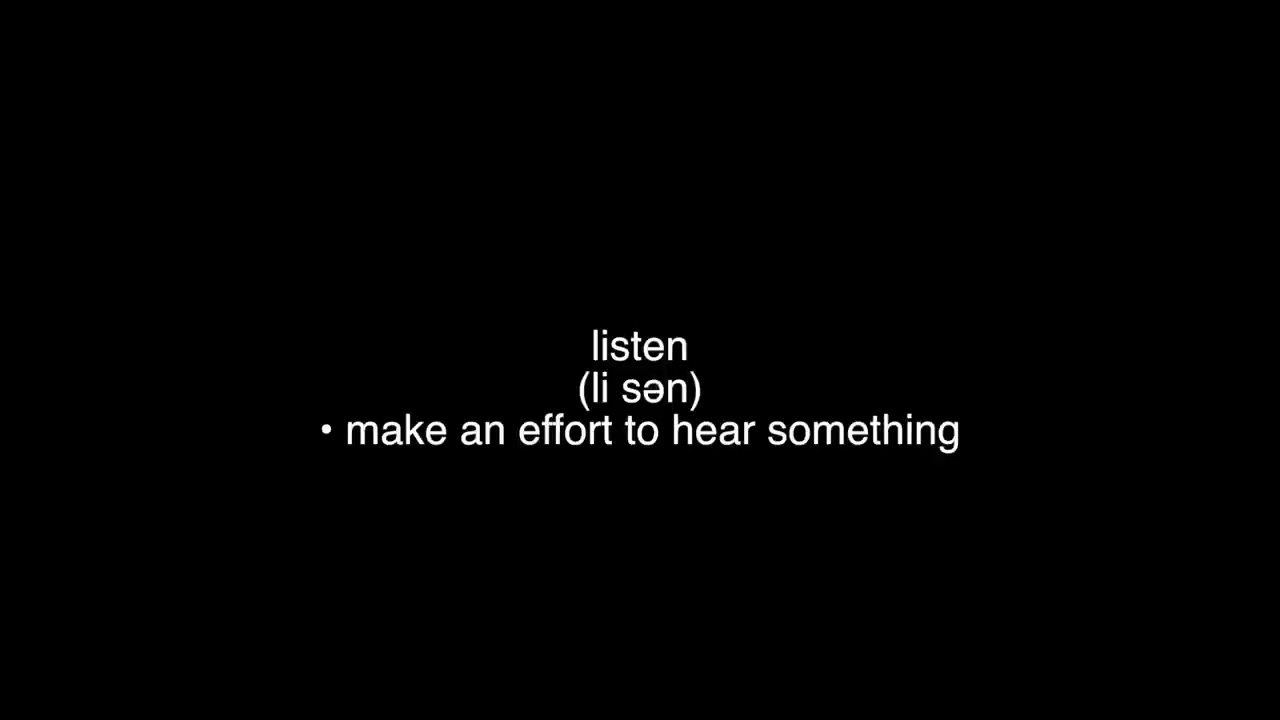 listen
(li sən)
• make an effort to hear something